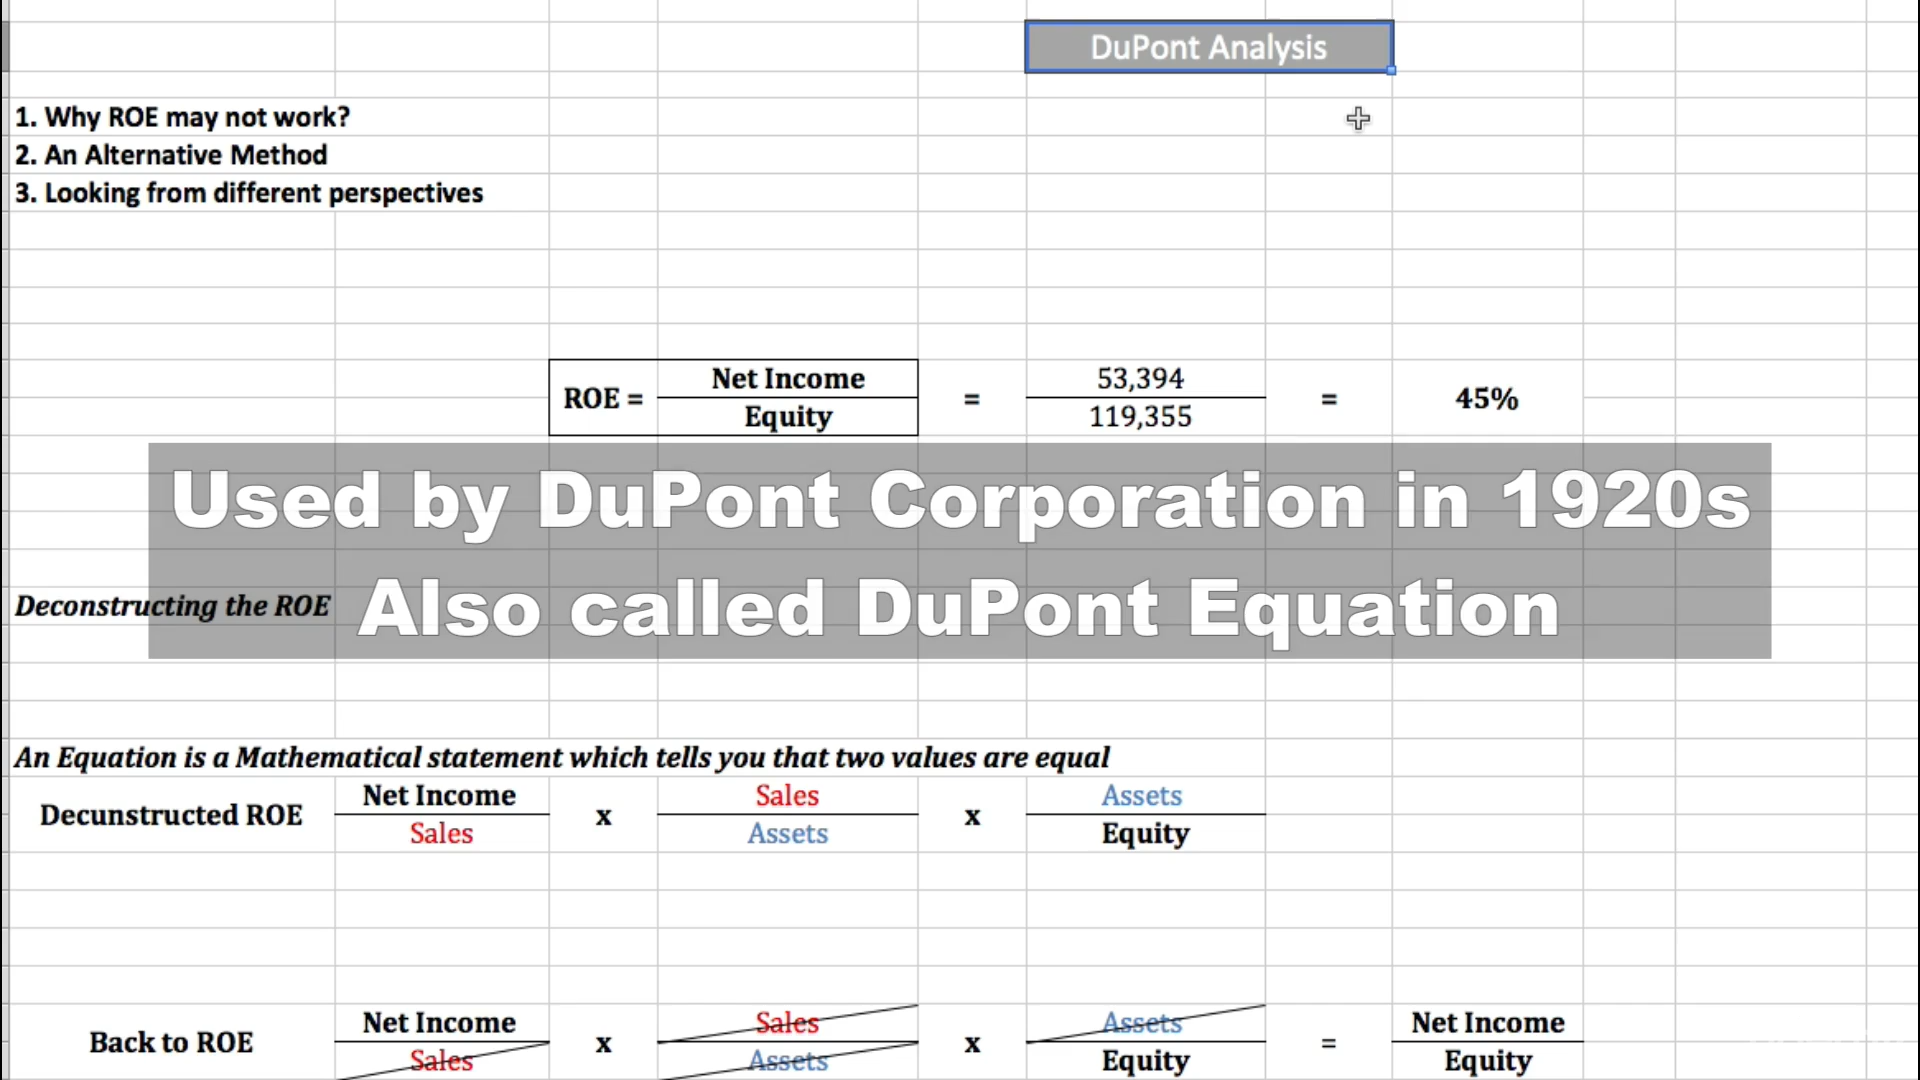 DuPont Analysis
1. Why ROE may not work?
2. An Alternative Method
3. Looking from different perspectives
ROE = Net Income / Equity = 53,394 / 119,355 = 45%
Used by DuPont Corporation in 1920s
Deconstructing the ROE
Also called DuPont Equation
An Equation is a Mathematical statement which tells you that two values are equal
Net Income Sales Assets
Decunstructed ROE x x
Sales Assets Equity
Net Income Sales Assets Net Income
Back to ROE x x =
Sales Assets Equity Equity